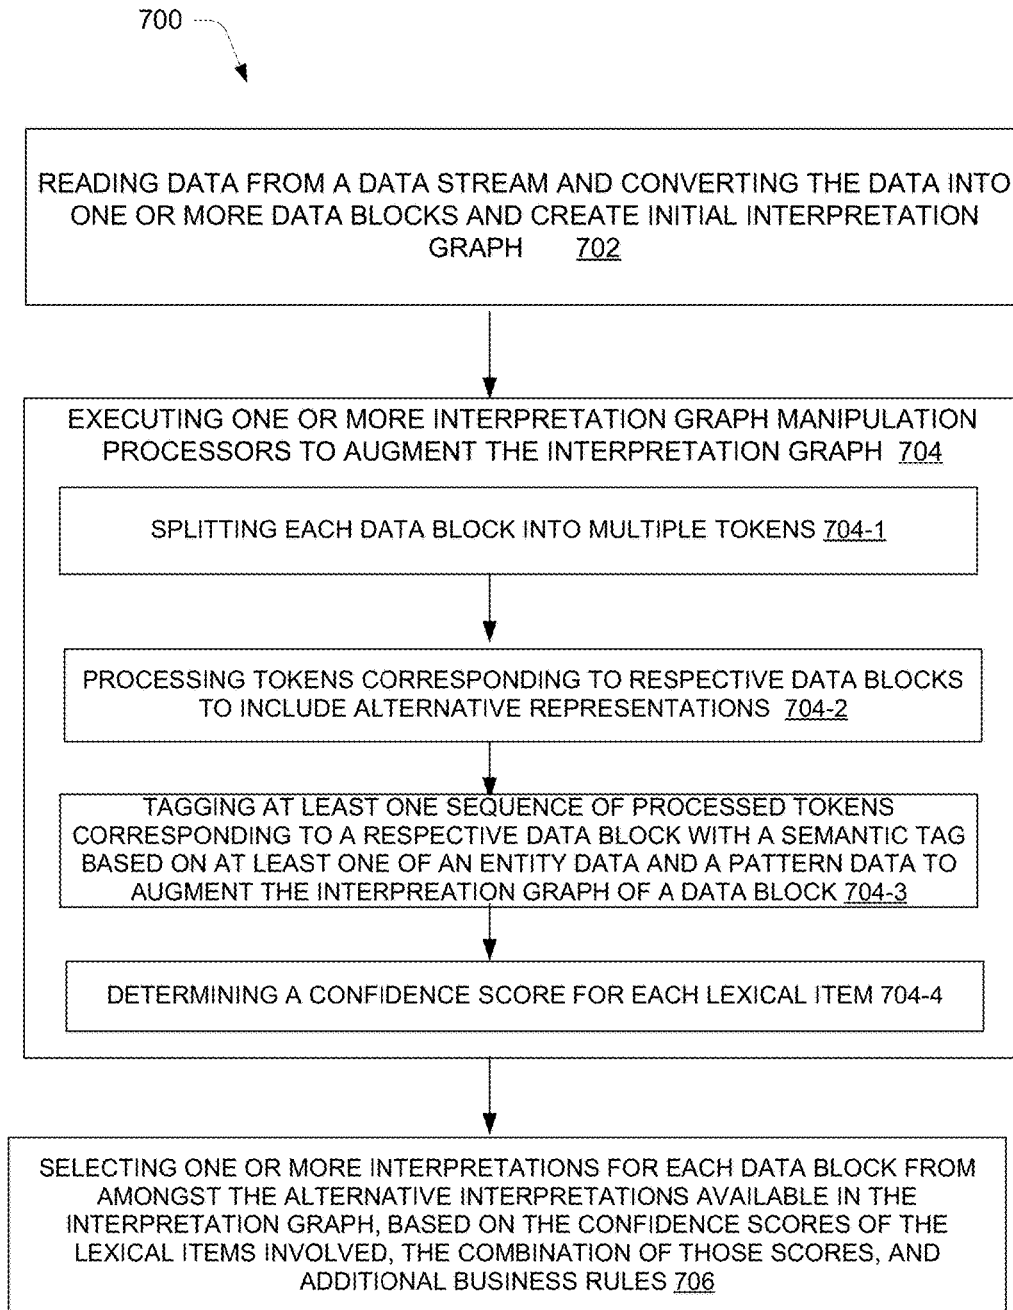 700
READING DATA FROM A DATA STREAM AND CONVERTING THE DATA INTO
ONE OR MORE DATA BLOCKS AND CREATE INITIAL INTERPRETATION
GRAPH 702
EXECUTING ONE OR MORE INTERPRETATION GRAPH MANIPULATION
PROCESSORS TO AUGMENT THE INTERPRETATION GRAPH 704
SPLITTING EACH DATA BLOCK INTO MULTIPLE TOKENS 704-1
PROCESSING TOKENS CORRESPONDING TO RESPECTIVE DATA BLOCKS
TO INCLUDE ALTERNATIVE REPRESENTATIONS 704-2
TAGGING AT LEAST ONE SEQUENCE OF PROCESSED TOKENS
CORRESPONDING TO A RESPECTIVE DATA BLOCK WITH A SEMANTIC TAG
BASED ON AT LEAST ONE OF AN ENTITY DATA AND A PATTERN DATA TO
AUGMENT THE INTERPREATION GRAPH OF A DATA BLOCK 704-3
DETERMINING A CONFIDENCE SCORE FOR EACH LEXICAL ITEM 704-4
SELECTING ONE OR MORE INTERPRETATIONS FOR EACH DATA BLOCK FROM
AMONGST THE ALTERNATIVE INTERPRETATIONS AVAILABLE IN THE
INTERPRETATION GRAPH, BASED ON THE CONFIDENCE SCORES OF THE
LEXICAL ITEMS INVOLVED, THE COMBINATION OF THOSE SCORES, AND
ADDITIONAL BUSINESS RULES 706